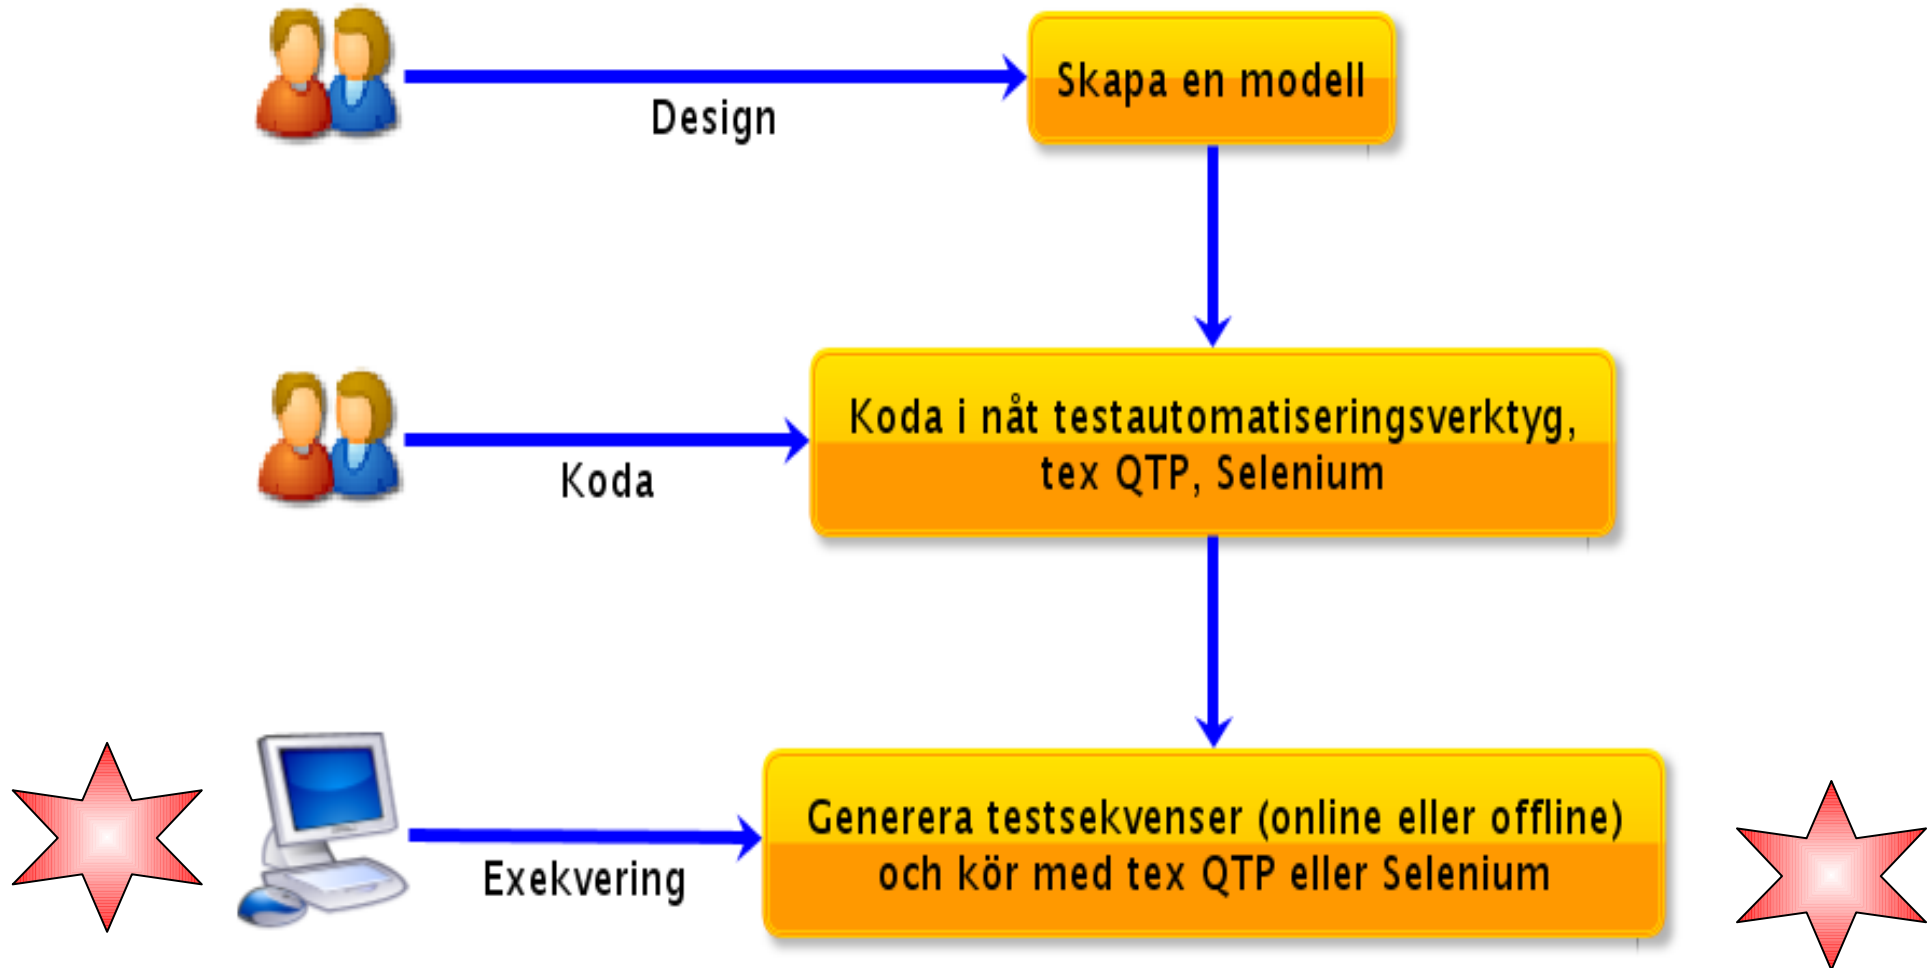 Design
Skapa en modell
Koda
Koda i nåt testautomatiseringsverktyg,
tex QTP, Selenium
Exekvering
Generera testsekvenser (online eller offline)
och kör med tex QTP eller Selenium